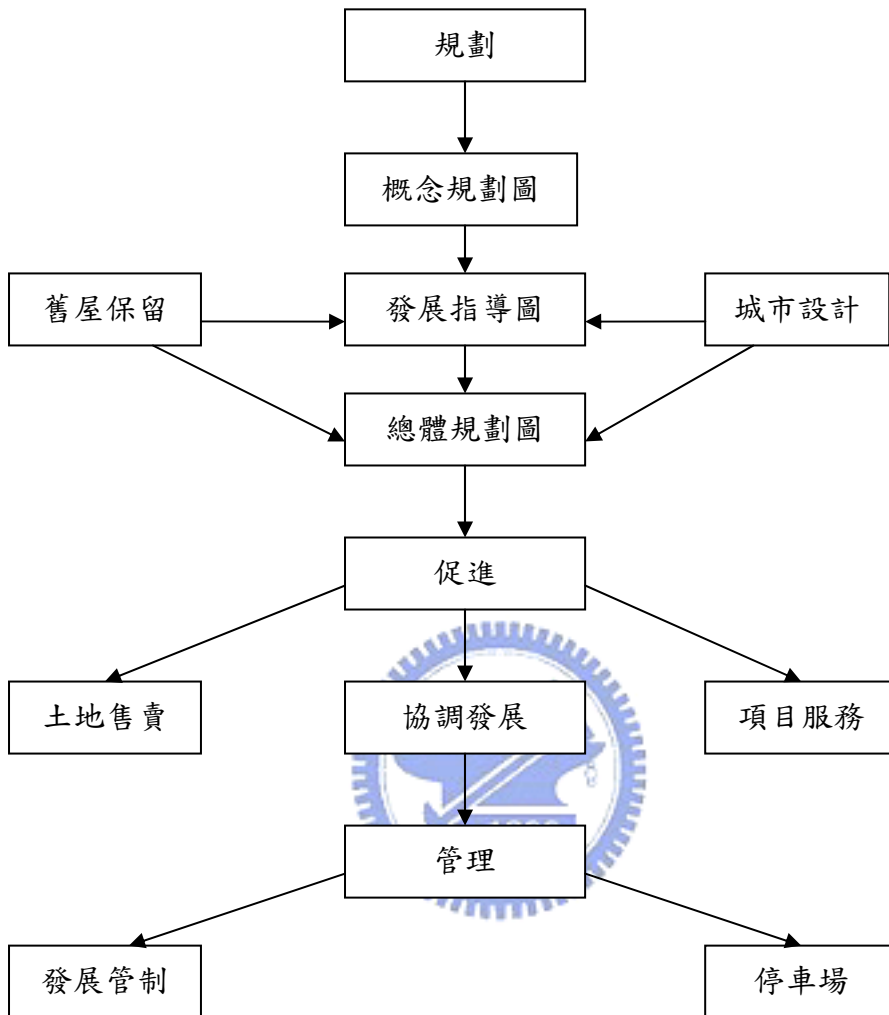 規劃
概念規劃圖
舊屋保留
發展指導圖
城市設計
總體規劃圖
促進
土地售賣
協調發展
項目服務
管理
發展管制
停車場